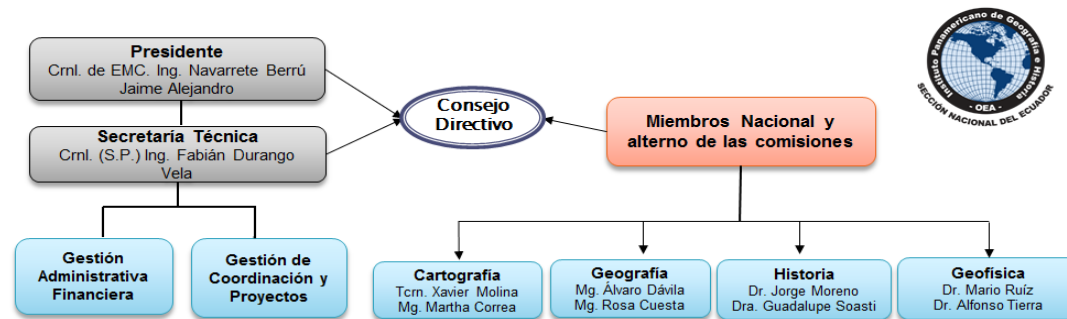 Presidente
Crnl. de EMC. Ing. Navarrete Berrú
Jaime Alejandro
Secretaría Técnica
Crnl. (S.P.) Ing. Fabián Durango
Vela
Gestión
Administrativa
Financiera
Gestión de
Coordinación y
Proyectos
Consejo
Directivo
Miembros Nacional y
alterno de las comisiones
Cartografía
Tcrn. Xavier Molina
Mg. Martha Correa
Geografía
Mg. Álvaro Dávila
Mg. Rosa Cuesta
Historia
Dr. Jorge Moreno
Dra. Guadalupe Soasti
Geofísica
Dr. Mario Ruíz
Dr. Alfonso Tierra
Instituto Panamericano de Geografía e Historia
- OEA -
SECCIÓN NACIONAL DEL ECUADOR